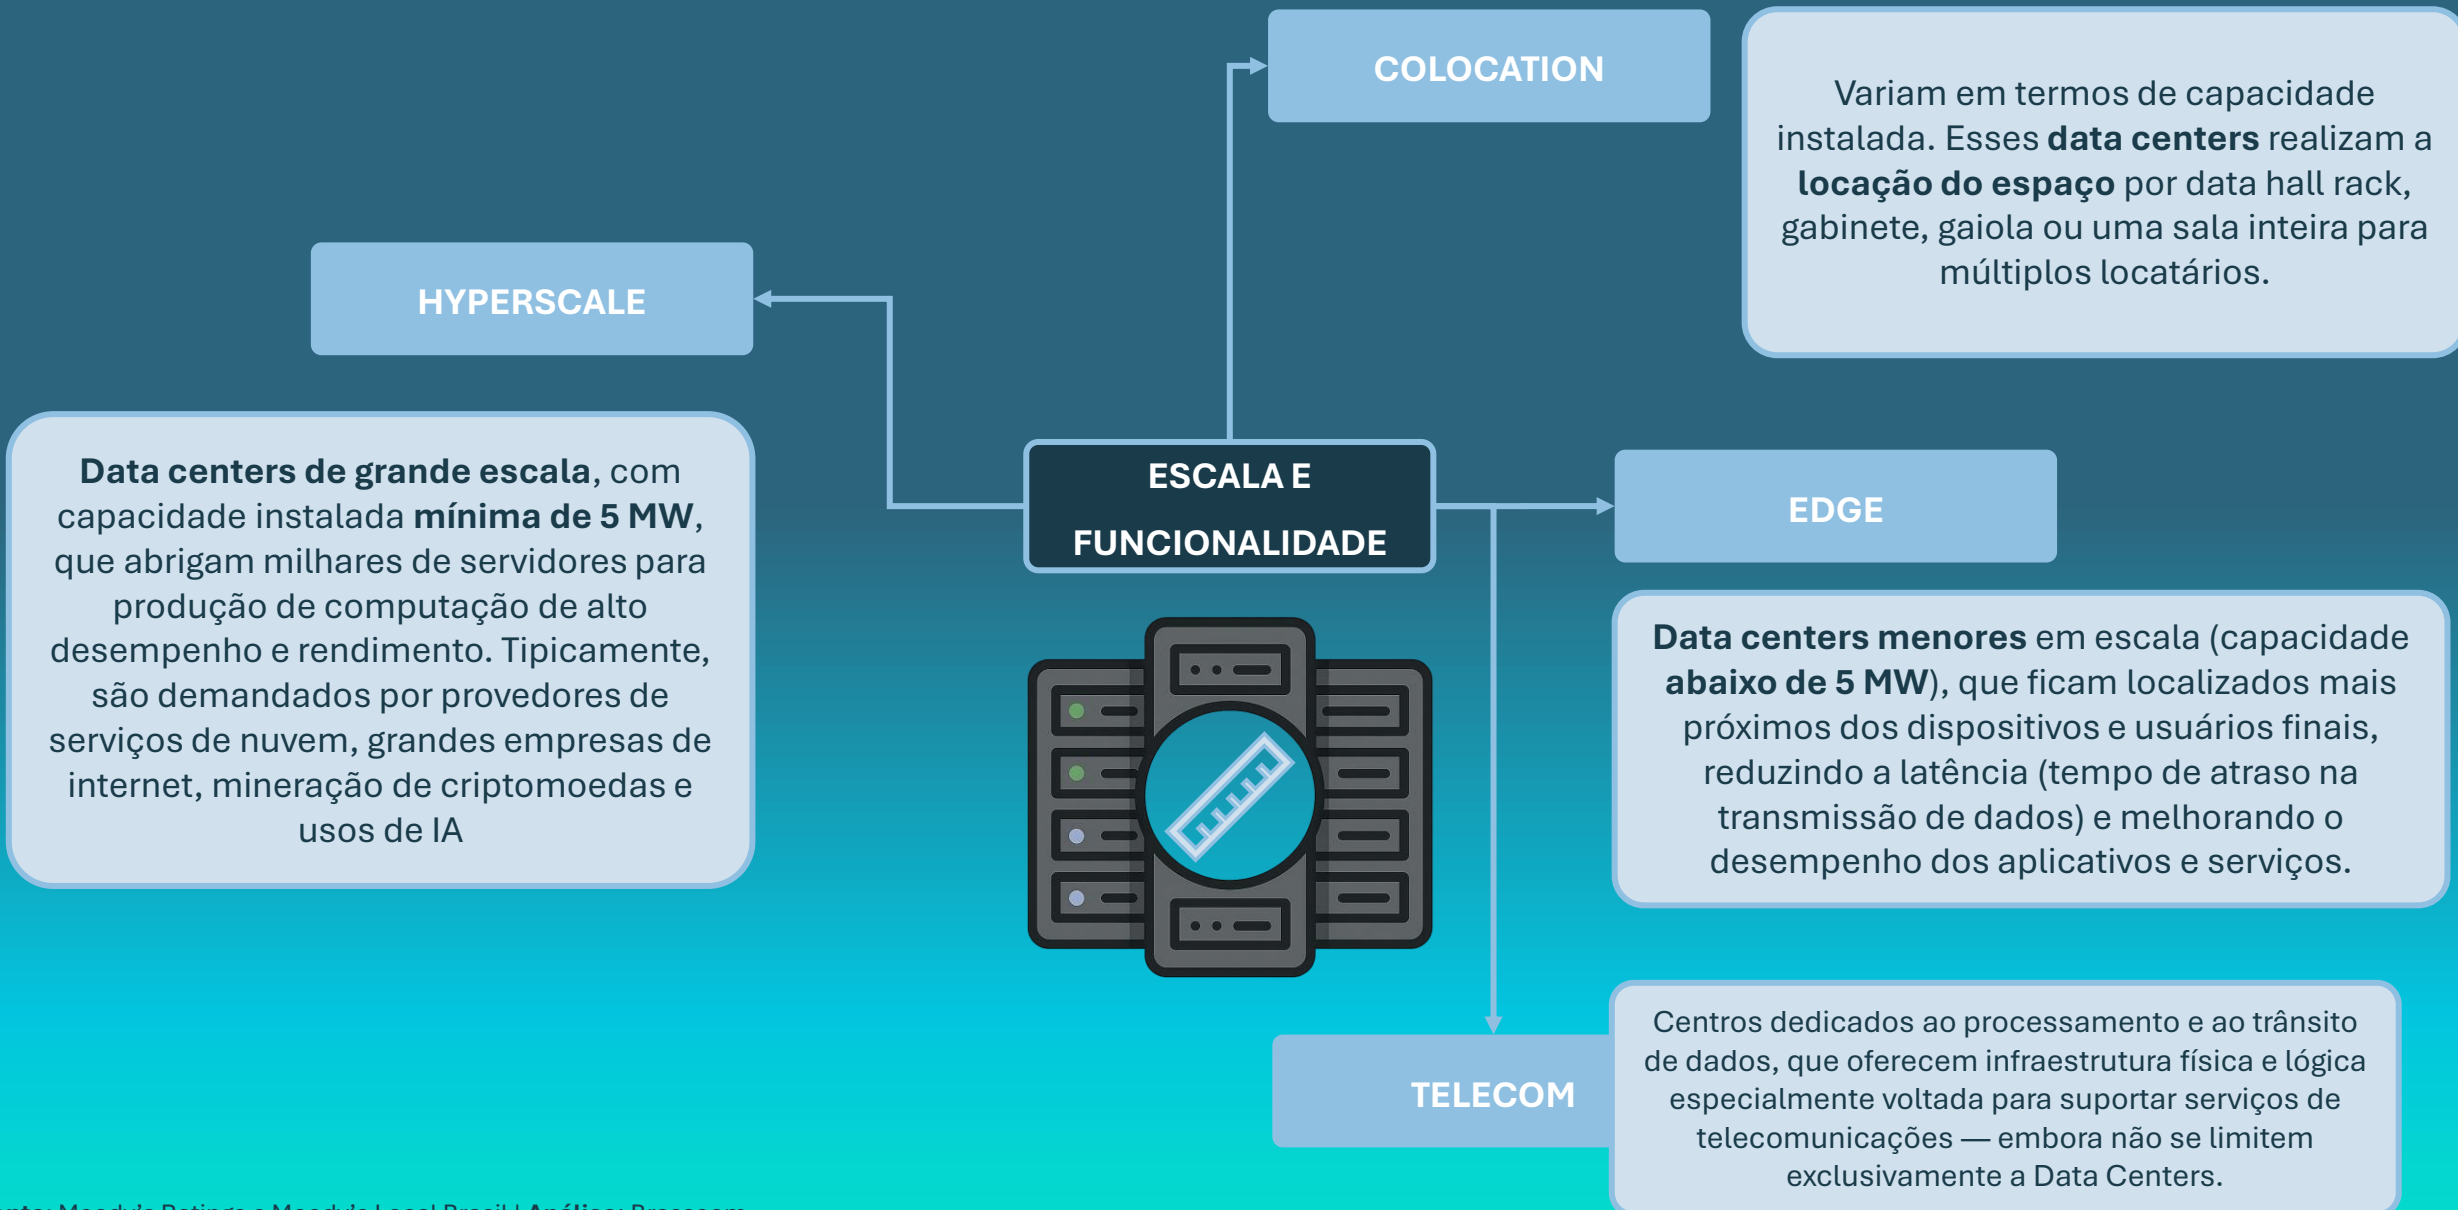 COLOCATION
Variam em termos de capacidade
instalada. Esses data centers realizam a
locação do espaço por data hall rack,
gabinete, gaiola ou uma sala inteira para
múltiplos locatários.
HYPERSCALE
Data centers de grande escala, com
capacidade instalada mínima de 5 MW,
que abrigam milhares de servidores para
produção de computação de alto
desempenho e rendimento. Tipicamente,
são demandados por provedores de
serviços de nuvem, grandes empresas de
internet, mineração de criptomoedas e
usos de IA
ESCALA E
FUNCIONALIDADE
EDGE
Data centers menores em escala (capacidade
abaixo de 5 MW), que ficam localizados mais
próximos dos dispositivos e usuários finais,
reduzindo a latência (tempo de atraso na
transmissão de dados) e melhorando o
desempenho dos aplicativos e serviços.
TELECOM
Centros dedicados ao processamento e ao trânsito
de dados, que oferecem infraestrutura física e lógica
especialmente voltada para suportar serviços de
telecomunicações — embora não se limitem
exclusivamente a Data Centers.
Moody's Ratings e Moody's Local Brasil | Análise: Brasscom